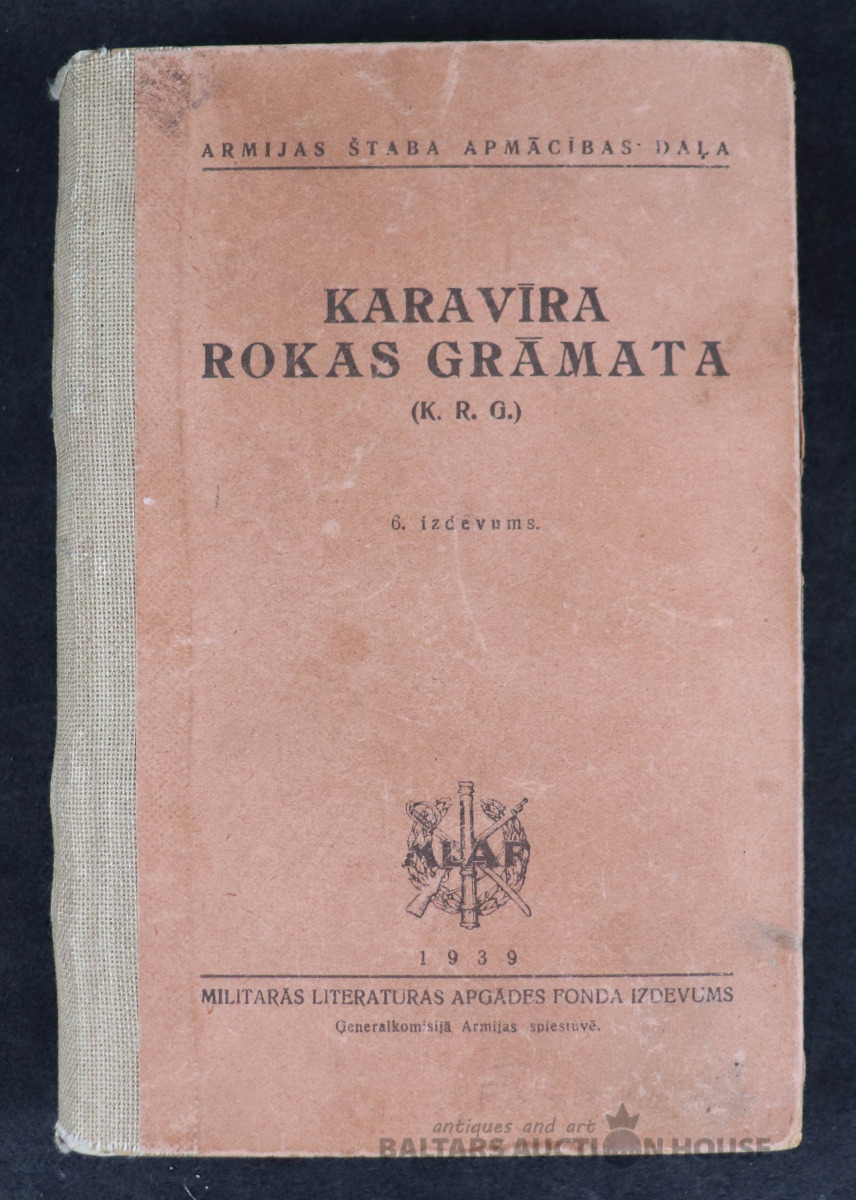 ARMIJAS ŠTABA APMĀCĪBAS DAĻA
KARAVĪRA
ROKAS GRĀMATA
(K. R. G.)
6. izdevums.
MLAF
1939
MILITARĀS LITERATURAS APGĀDES FONDA IZDEVUMS
Ģeneralkomisijā Armijas spiestuvē.
antiques and art
BALTARS AUCTION HOUSE